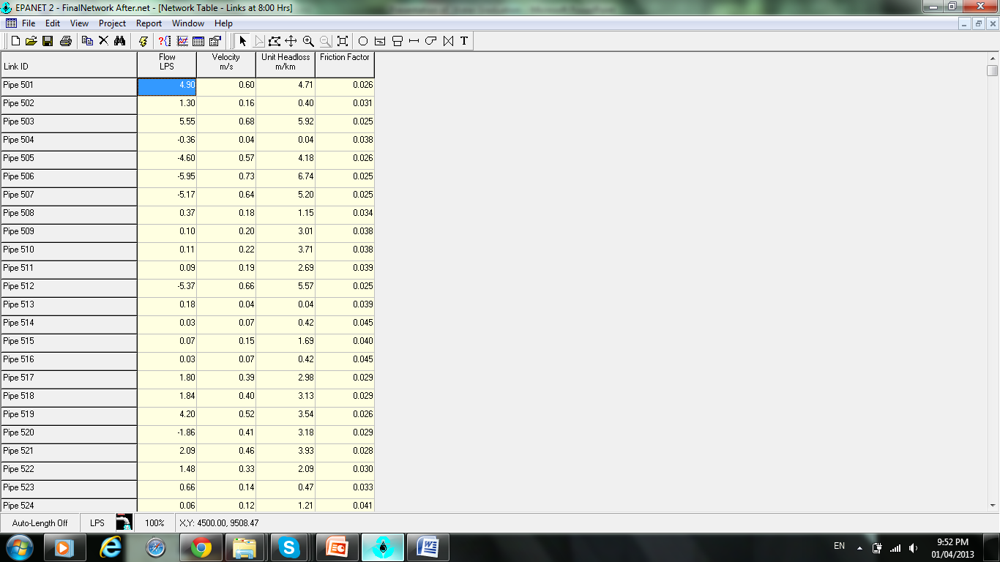 EPANET 2 - FinalNetwork After.net - [Network Table - Links at 8:00 Hrs]
File Edit View Project Report Window Help
Link ID Flow LPS Velocity m/s Unit Headloss m/km Friction Factor
Pipe 501 4.90 0.60 4.71 0.026
Pipe 502 1.30 0.16 0.40 0.031
Pipe 503 5.55 0.68 5.92 0.025
Pipe 504 -0.36 0.04 0.04 0.038
Pipe 505 -4.60 0.57 4.18 0.026
Pipe 506 -5.95 0.73 6.74 0.025
Pipe 507 -5.17 0.64 5.20 0.025
Pipe 508 0.37 0.18 1.15 0.034
Pipe 509 0.10 0.20 3.01 0.038
Pipe 510 0.11 0.22 3.71 0.038
Pipe 511 0.09 0.19 2.69 0.039
Pipe 512 -5.37 0.66 5.57 0.025
Pipe 513 0.18 0.04 0.04 0.039
Pipe 514 0.03 0.07 0.42 0.045
Pipe 515 0.07 0.15 1.69 0.040
Pipe 516 0.03 0.07 0.42 0.045
Pipe 517 1.80 0.39 2.98 0.029
Pipe 518 1.84 0.40 3.13 0.029
Pipe 519 4.20 0.52 3.54 0.026
Pipe 520 -1.86 0.41 3.18 0.029
Pipe 521 2.09 0.46 3.93 0.028
Pipe 522 1.48 0.33 2.09 0.030
Pipe 523 0.66 0.14 0.47 0.033
Pipe 524 0.06 0.12 1.21 0.041
Auto-Length Off LPS 100% X,Y: 4500.00, 9508.47
EN 9:52 PM
01/04/2013